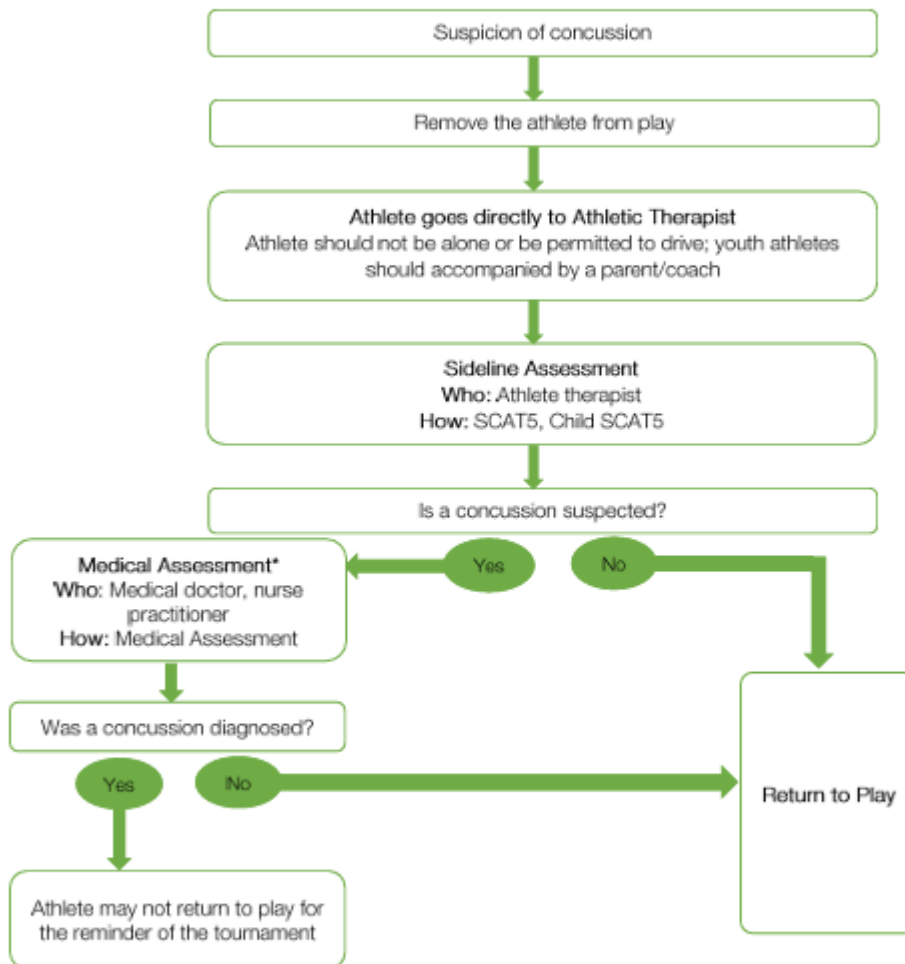 Suspicion of concussion
Remove the athlete from play
Athlete goes directly to Athletic Therapist
Athlete should not be alone or be permitted to drive; youth athletes
should accompanied by a parent/coach
Sideline Assessment
Who: Athlete therapist
How: SCAT5, Child SCAT5
Is a concussion suspected?
Yes
No
Medical Assessment*
Who: Medical doctor, nurse
practitioner
How: Medical Assessment
Was a concussion diagnosed?
Yes
No
Return to Play
Athlete may not return to play for
the reminder of the tournament